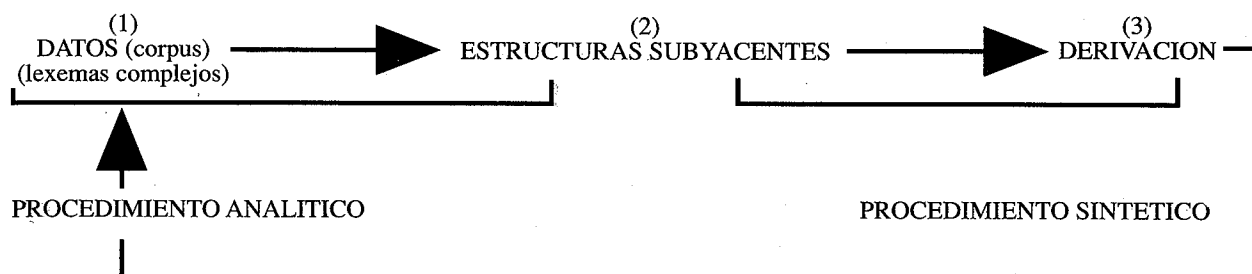 (1) (2) (3)
DATOS (corpus) ESTRUCTURAS SUBYACENTES DERIVACION
(lexemas complejos)
PROCEDIMIENTO ANALITICO PROCEDIMIENTO SINTETICO